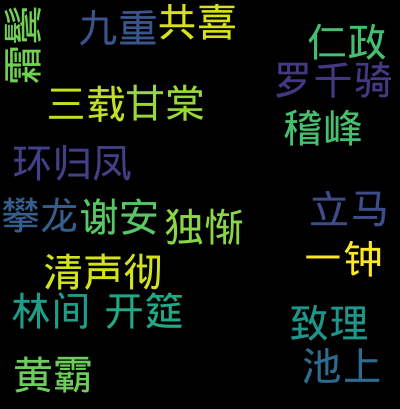 霜鬓
九重
共喜
仁政
罗千骑
三载
甘棠
稽峰
环归凤
攀龙
谢安
独惭
立马
一钟
清声彻
林间 开筵
致理
池上
黄霸